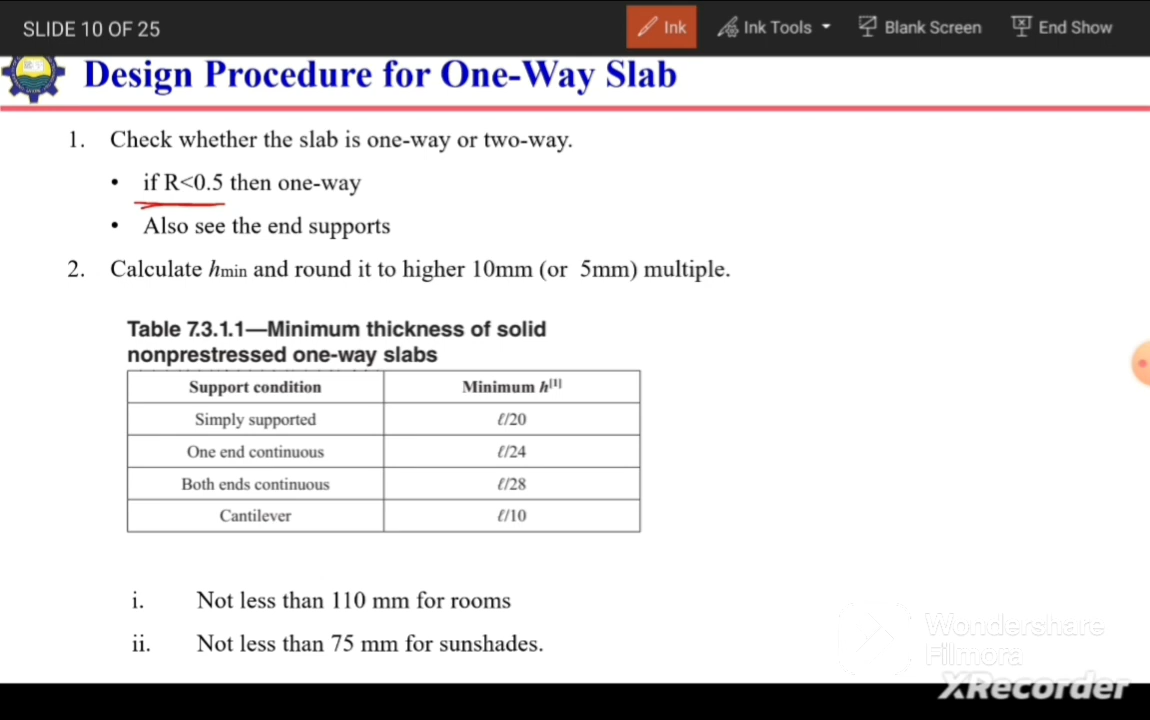 SLIDE 10 OF 25 Ink Ink Tools Blank Screen End Show
Design Procedure for One-Way Slab
1. Check whether the slab is one-way or two-way.
• if R<0.5 then one-way
• Also see the end supports
2. Calculate hmin and round it to higher 10mm (or 5mm) multiple.
Table 7.3.1.1—Minimum thickness of solid
nonprestressed one-way slabs
Support condition Minimum h[1]
Simply supported ℓ/20
One end continuous ℓ/24
Both ends continuous ℓ/28
Cantilever ℓ/10
i. Not less than 110 mm for rooms
ii. Not less than 75 mm for sunshades.
Wondershare
Filmora
XRecorder